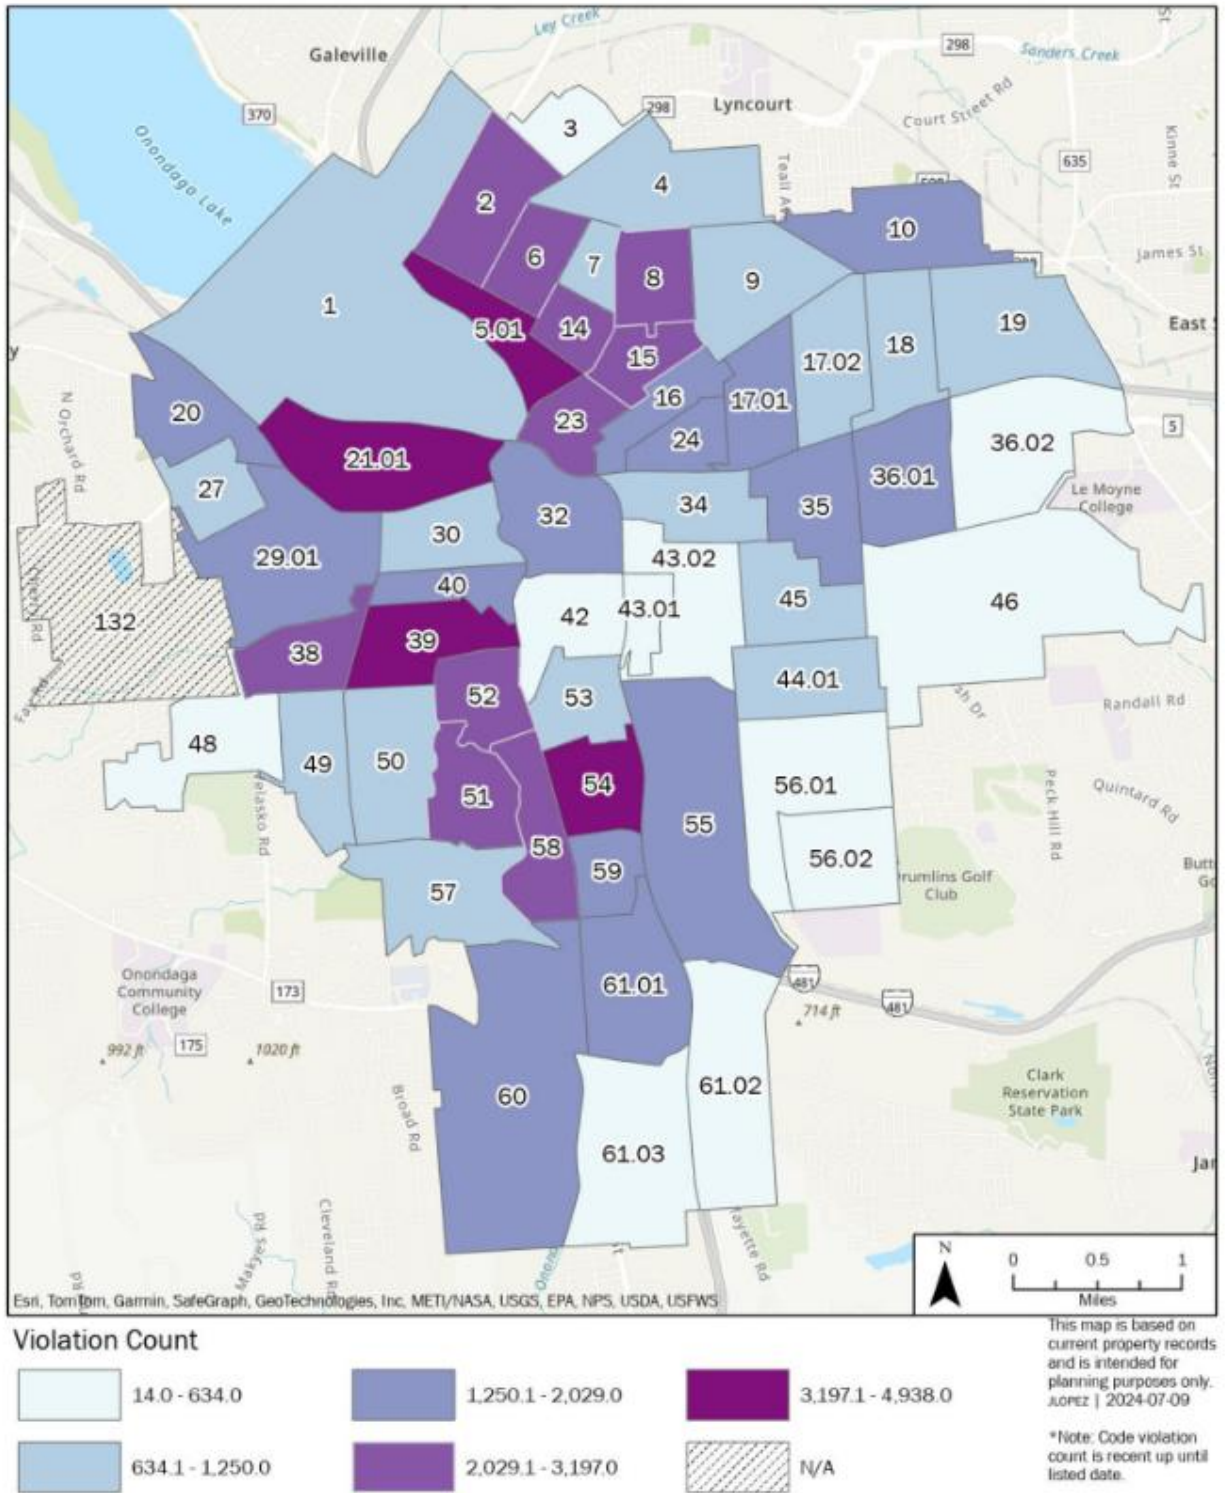 Ley Creek
298
Sanders Creek
Galeville
370
298
Lyncourt
Court Street Rd
Kinne St
635
Onondaga Lake
3
4
2
10
James St
6
7
8
9
1
5.01
14
15
19
East
17.02
18
N Orchard Rd
20
16
17.01
23
24
5
21.01
36.02
27
36.01
Le Moyne
College
34
35
32
30
29.01
43.02
40
45
46
132
42
43.01
39
38
44.01
52
53
Randall Rd
48
49
50
51
54
56.01
Peck Hill Rd
Quintard Rd
55
58
56.02
59
57
Golf
Club
Onondaga
Community
College
173
61.01
481
481
714 ft
992 ft
175
1020 ft
Clark
Reservation
State Park
60
61.02
Broad Rd
61.03
Makyes Rd
Cleveland Rd
N
0 0.5 1
Miles
Esri, TomTom, Garmin, SafeGraph, GeoTechnologies, Inc, METI/NASA, USGS, EPA, NPS, USDA, USFWS
Violation Count
14.0 - 634.0
1,250.1 - 2,029.0
3,197.1 - 4,938.0
634.1 - 1,250.0
2,029.1 - 3,197.0
N/A
This map is based on
current property records
and is intended for
planning purposes only.
JLOPEZ | 2024-07-09
*Note: Code violation
count is recent up until
listed date.